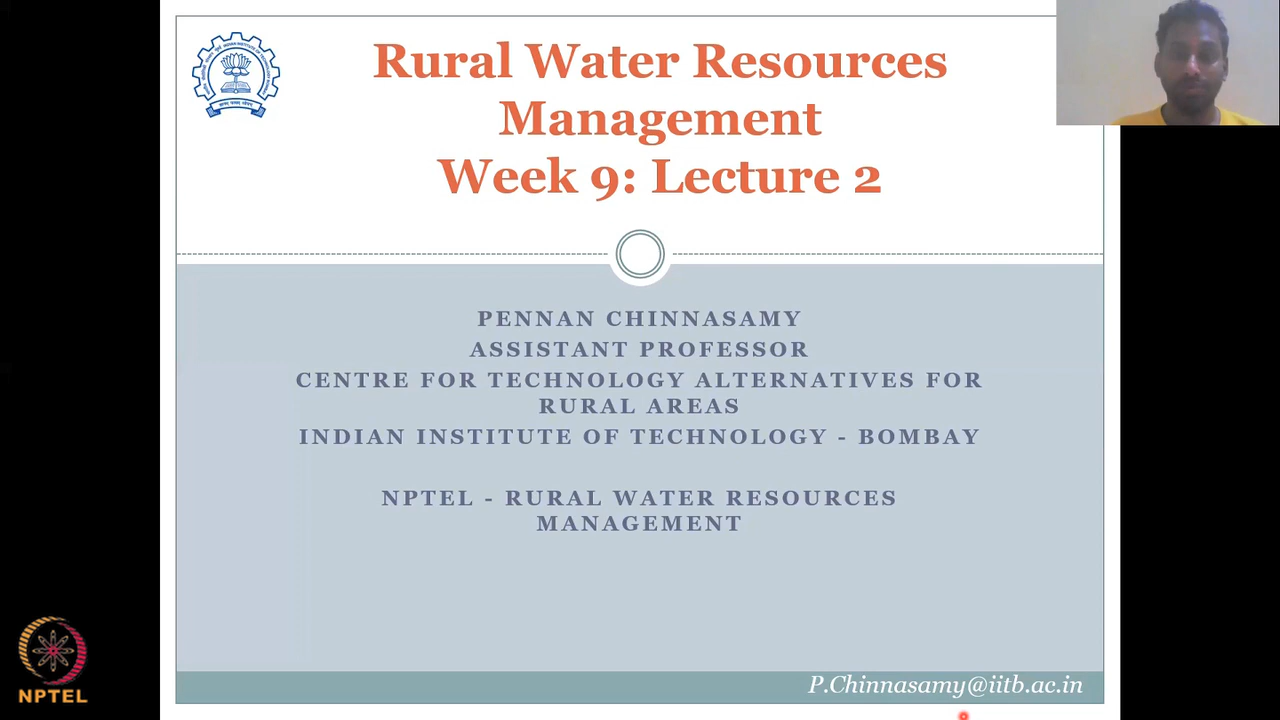 Rural Water Resources
Management
Week 9: Lecture 2
PENNAN CHINNASAMY
ASSISTANT PROFESSOR
CENTRE FOR TECHNOLOGY ALTERNATIVES FOR
RURAL AREAS
INDIAN INSTITUTE OF TECHNOLOGY - BOMBAY
NPTEL - RURAL WATER RESOURCES
MANAGEMENT
P.Chinnasamy@iitb.ac.in
NPTEL